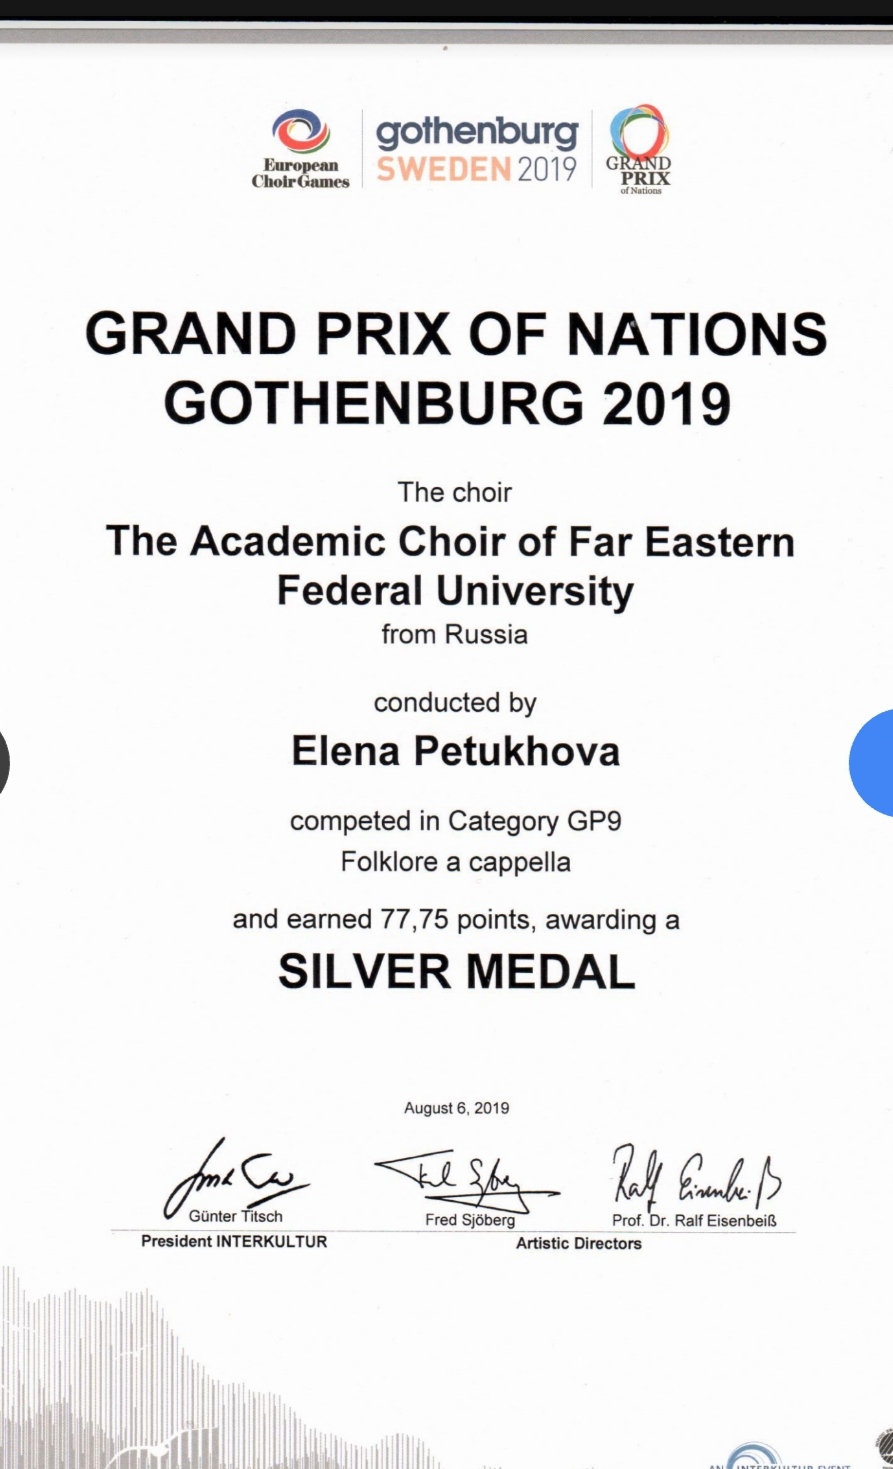 European
Choir Games
gothenburg
SWEDEN 2019
GRAND
PRIX
of Nations
GRAND PRIX OF NATIONS
GOTHENBURG 2019
The choir
The Academic Choir of Far Eastern
Federal University
from Russia
conducted by
Elena Petukhova
competed in Category GP9
Folklore a cappella
and earned 77,75 points, awarding a
SILVER MEDAL
August 6, 2019
Günter Titsch
Fred Sjöberg
Prof. Dr. Ralf Eisenbeiß
President INTERKULTUR
Artistic Directors
AN INTERKULTUR EVENT